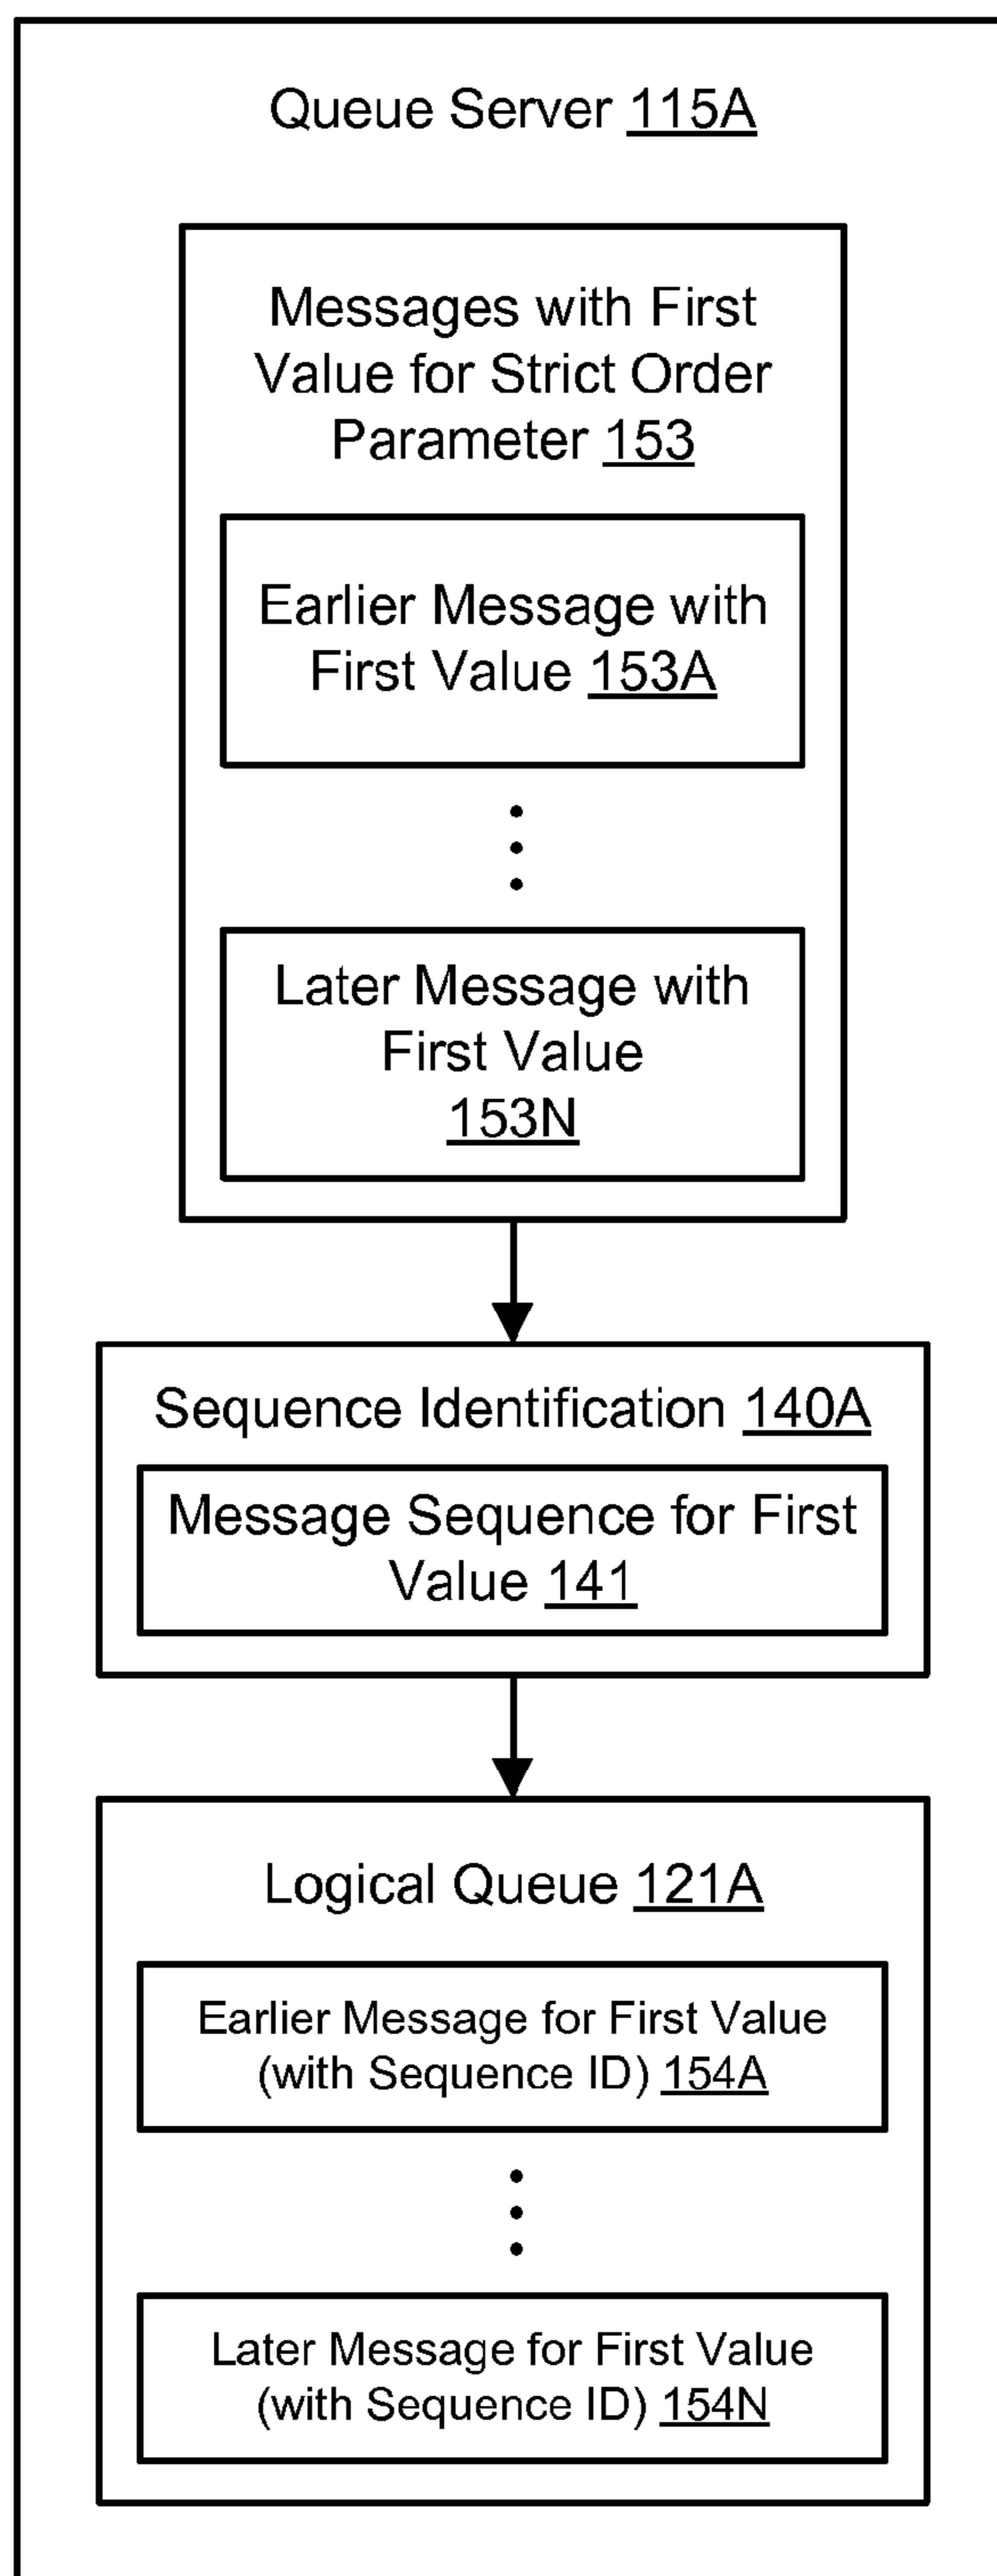 Queue Server 115A
Messages with First
Value for Strict Order
Parameter 153
Earlier Message with
First Value 153A
Later Message with
First Value
153N
Sequence Identification 140A
Message Sequence for First
Value 141
Logical Queue 121A
Earlier Message for First Value
(with Sequence ID) 154A
Later Message for First Value
(with Sequence ID) 154N